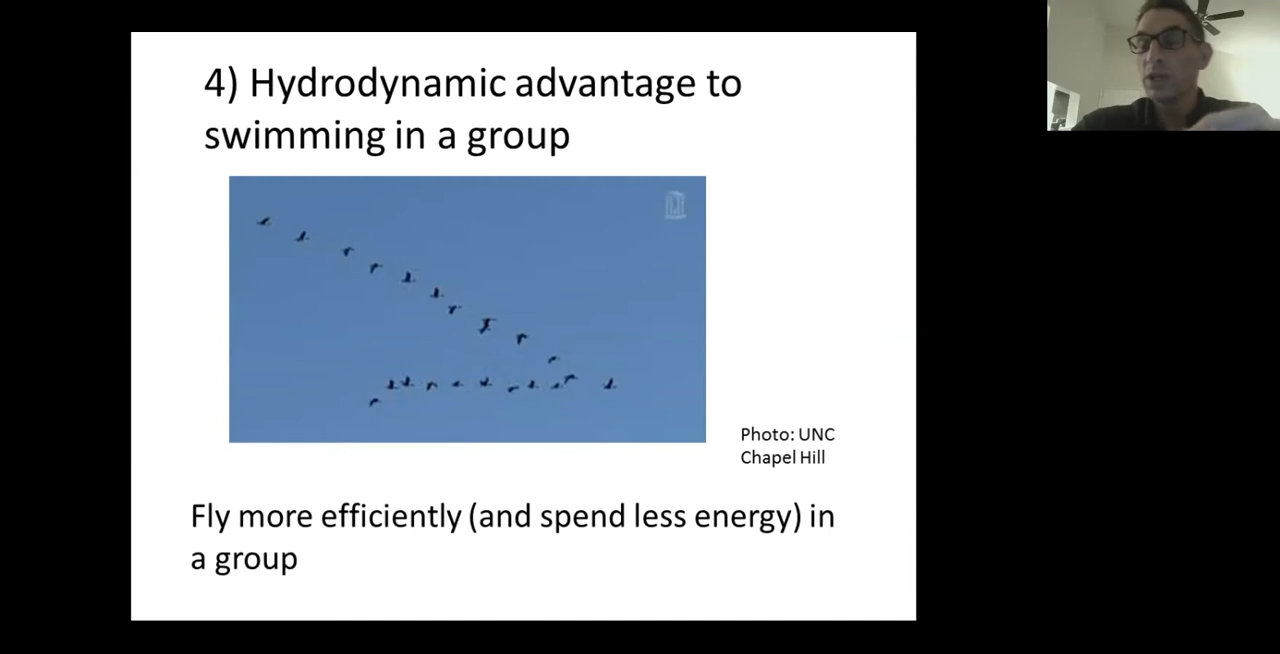 4) Hydrodynamic advantage to
swimming in a group
Photo: UNC
Chapel Hill
Fly more efficiently (and spend less energy) in
a group